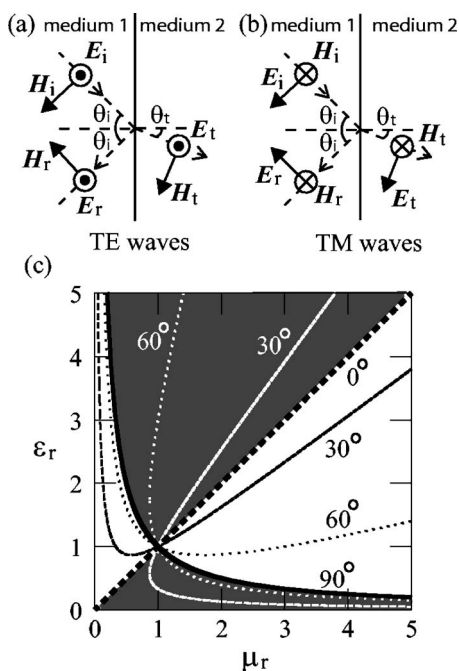 (a) medium 1 medium 2 (b) medium 1 medium 2
E_i H_i θ_i θ_t E_t
θ_i H_r E_r H_t
H_i E_i θ_i θ_t H_t
θ_i E_r H_r E_t
TE waves TM waves
(c)
5
4
3
2
1
0
ε_r
60° 30°
0°
30°
60°
90°
0 1 2 3 4 5
μ_r